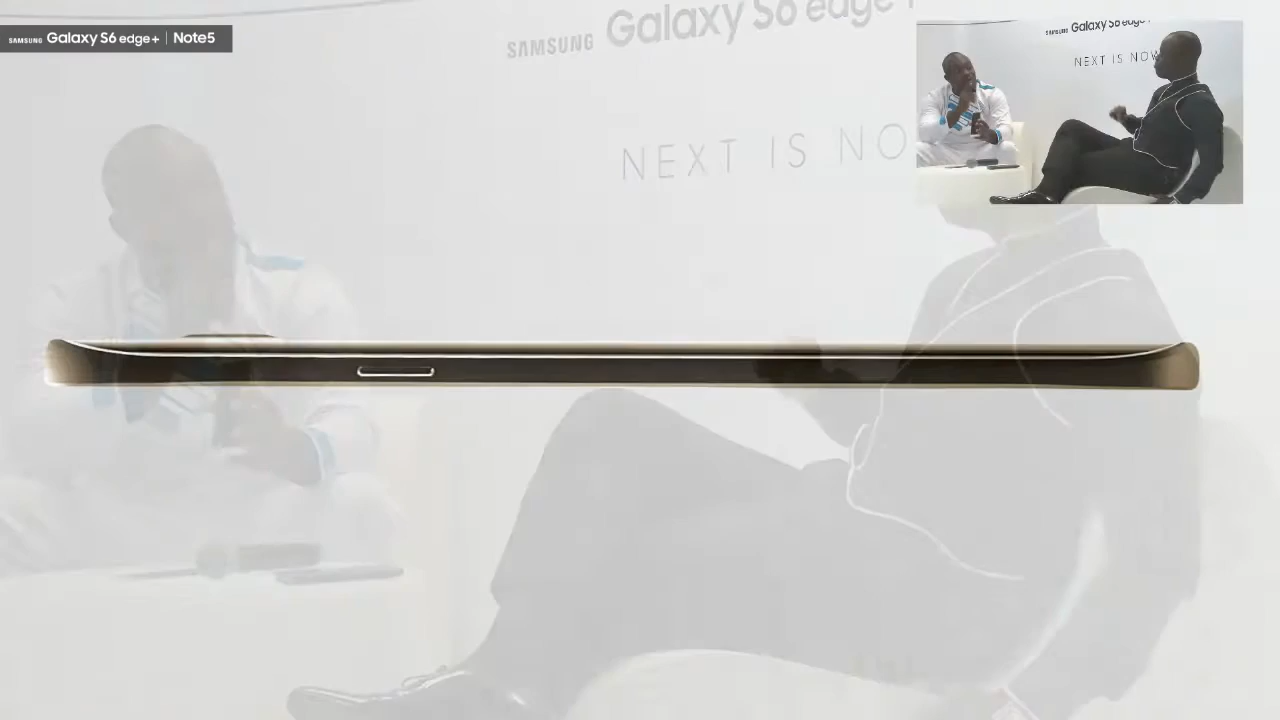 SAMSUNG Galaxy S6 edge+ | Note5
SAMSUNG Galaxy S6 edge+
NEXT IS NO
SAMSUNG Galaxy S6 edge+
NEXT IS NOW